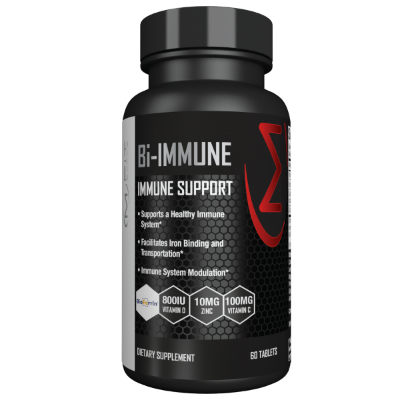 Bi-IMMUNE
IMMUNE SUPPORT
• Supports a Healthy Immune
System*
• Facilitates Iron Binding and
Transportation*
• Immune System Modulation*
800IU
VITAMIN D
10MG
ZINC
100MG
VITAMIN C
DIETARY SUPPLEMENT
60 TABLETS